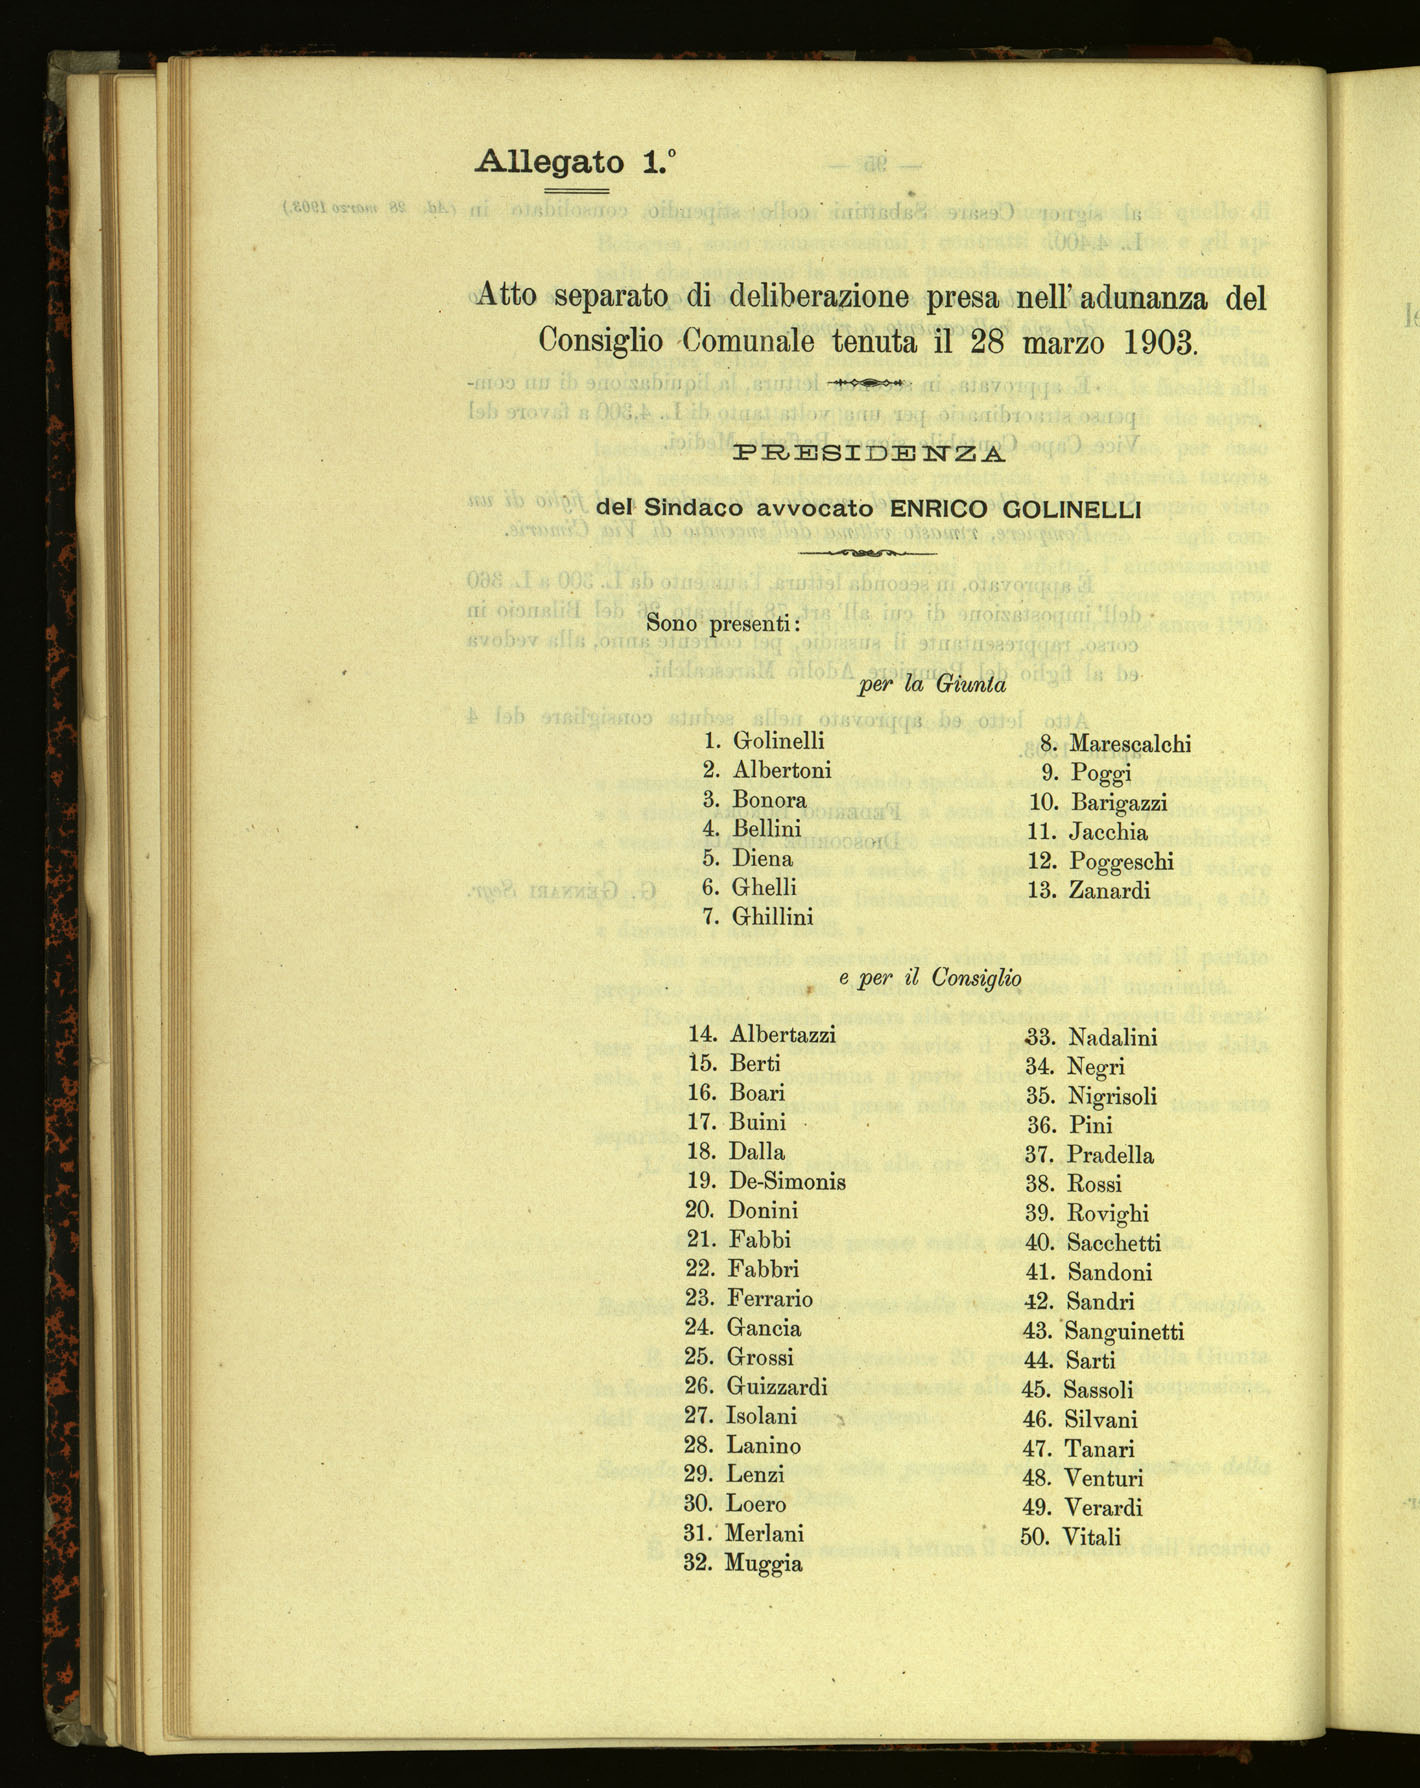 Allegato 1.°
Atto separato di deliberazione presa nell' adunanza del
Consiglio Comunale tenuta il 28 marzo 1903.
PRESIDENZA
del Sindaco avvocato ENRICO GOLINELLI
Sono presenti:
per la Giunta
1. Golinelli
2. Albertoni
3. Bonora
4. Bellini
5. Diena
6. Ghelli
7. Ghillini
8. Marescalchi
9. Poggi
10. Barigazzi
11. Jacchia
12. Poggeschi
13. Zanardi
e per il Consiglio
14. Albertazzi
15. Berti
16. Boari
17. Buini
18. Dalla
19. De-Simonis
20. Donini
21. Fabbi
22. Fabbri
23. Ferrario
24. Gancia
25. Grossi
26. Guizzardi
27. Isolani
28. Lanino
29. Lenzi
30. Loero
31. Merlani
32. Muggia
33. Nadalini
34. Negri
35. Nigrisoli
36. Pini
37. Pradella
38. Rossi
39. Rovighi
40. Sacchetti
41. Sandoni
42. Sandri
43. Sanguinetti
44. Sarti
45. Sassoli
46. Silvani
47. Tanari
48. Venturi
49. Verardi
50. Vitali